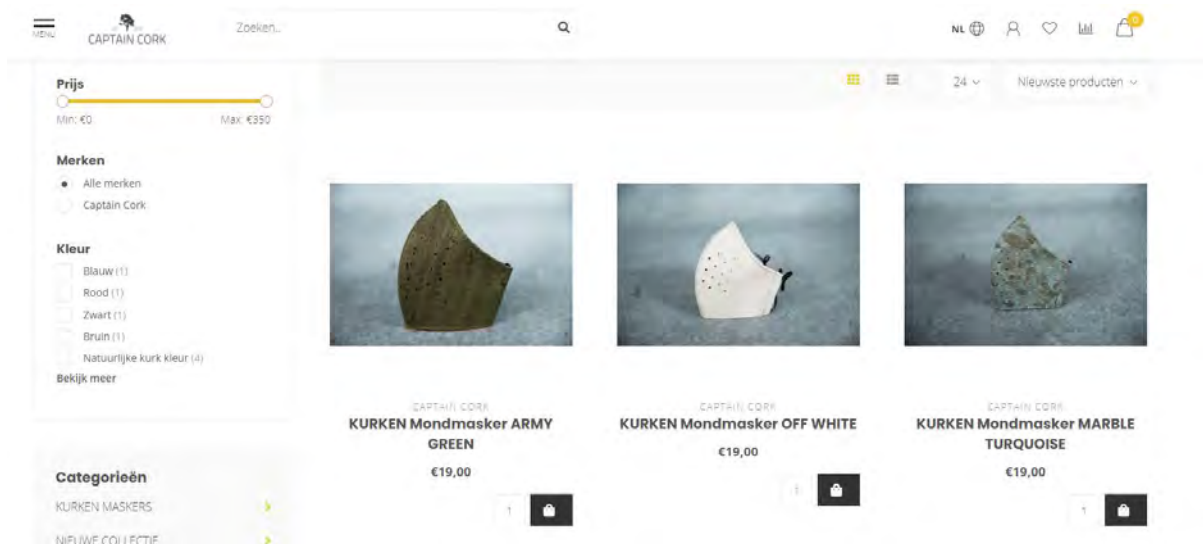 MENU
CAPTAIN CORK
Zoeken..
NL
0
Prijs
Min: €0
Max: €350
Merken
Alle merken
Captain Cork
Kleur
Blauw (1)
Rood (1)
Zwart (1)
Bruin (1)
Natuurlijke kurk kleur (4)
Bekijk meer
Categorieën
KURKEN MASKERS
NIEUWE COLLECTIE
24
Nieuwste producten
CAPTAIN CORK
KURKEN Mondmasker ARMY
GREEN
€19,00
1
CAPTAIN CORK
KURKEN Mondmasker OFF WHITE
€19,00
1
CAPTAIN CORK
KURKEN Mondmasker MARBLE
TURQUOISE
€19,00
1